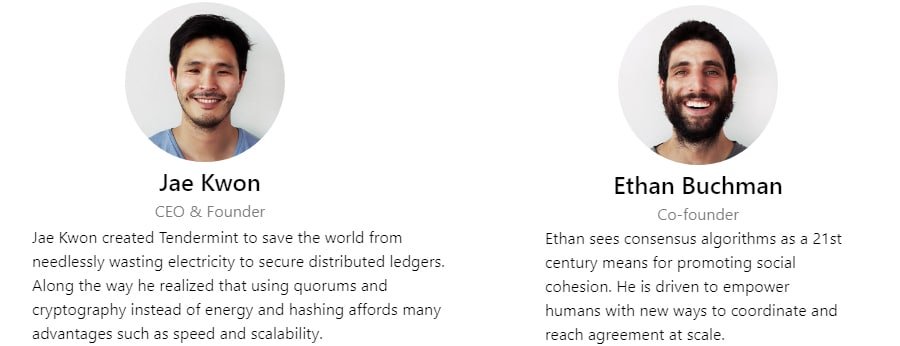 Jae Kwon
CEO & Founder
Jae Kwon created Tendermint to save the world from
needlessly wasting electricity to secure distributed ledgers.
Along the way he realized that using quorums and
cryptography instead of energy and hashing affords many
advantages such as speed and scalability.
Ethan Buchman
Co-founder
Ethan sees consensus algorithms as a 21st
century means for promoting social
cohesion. He is driven to empower
humans with new ways to coordinate and
reach agreement at scale.